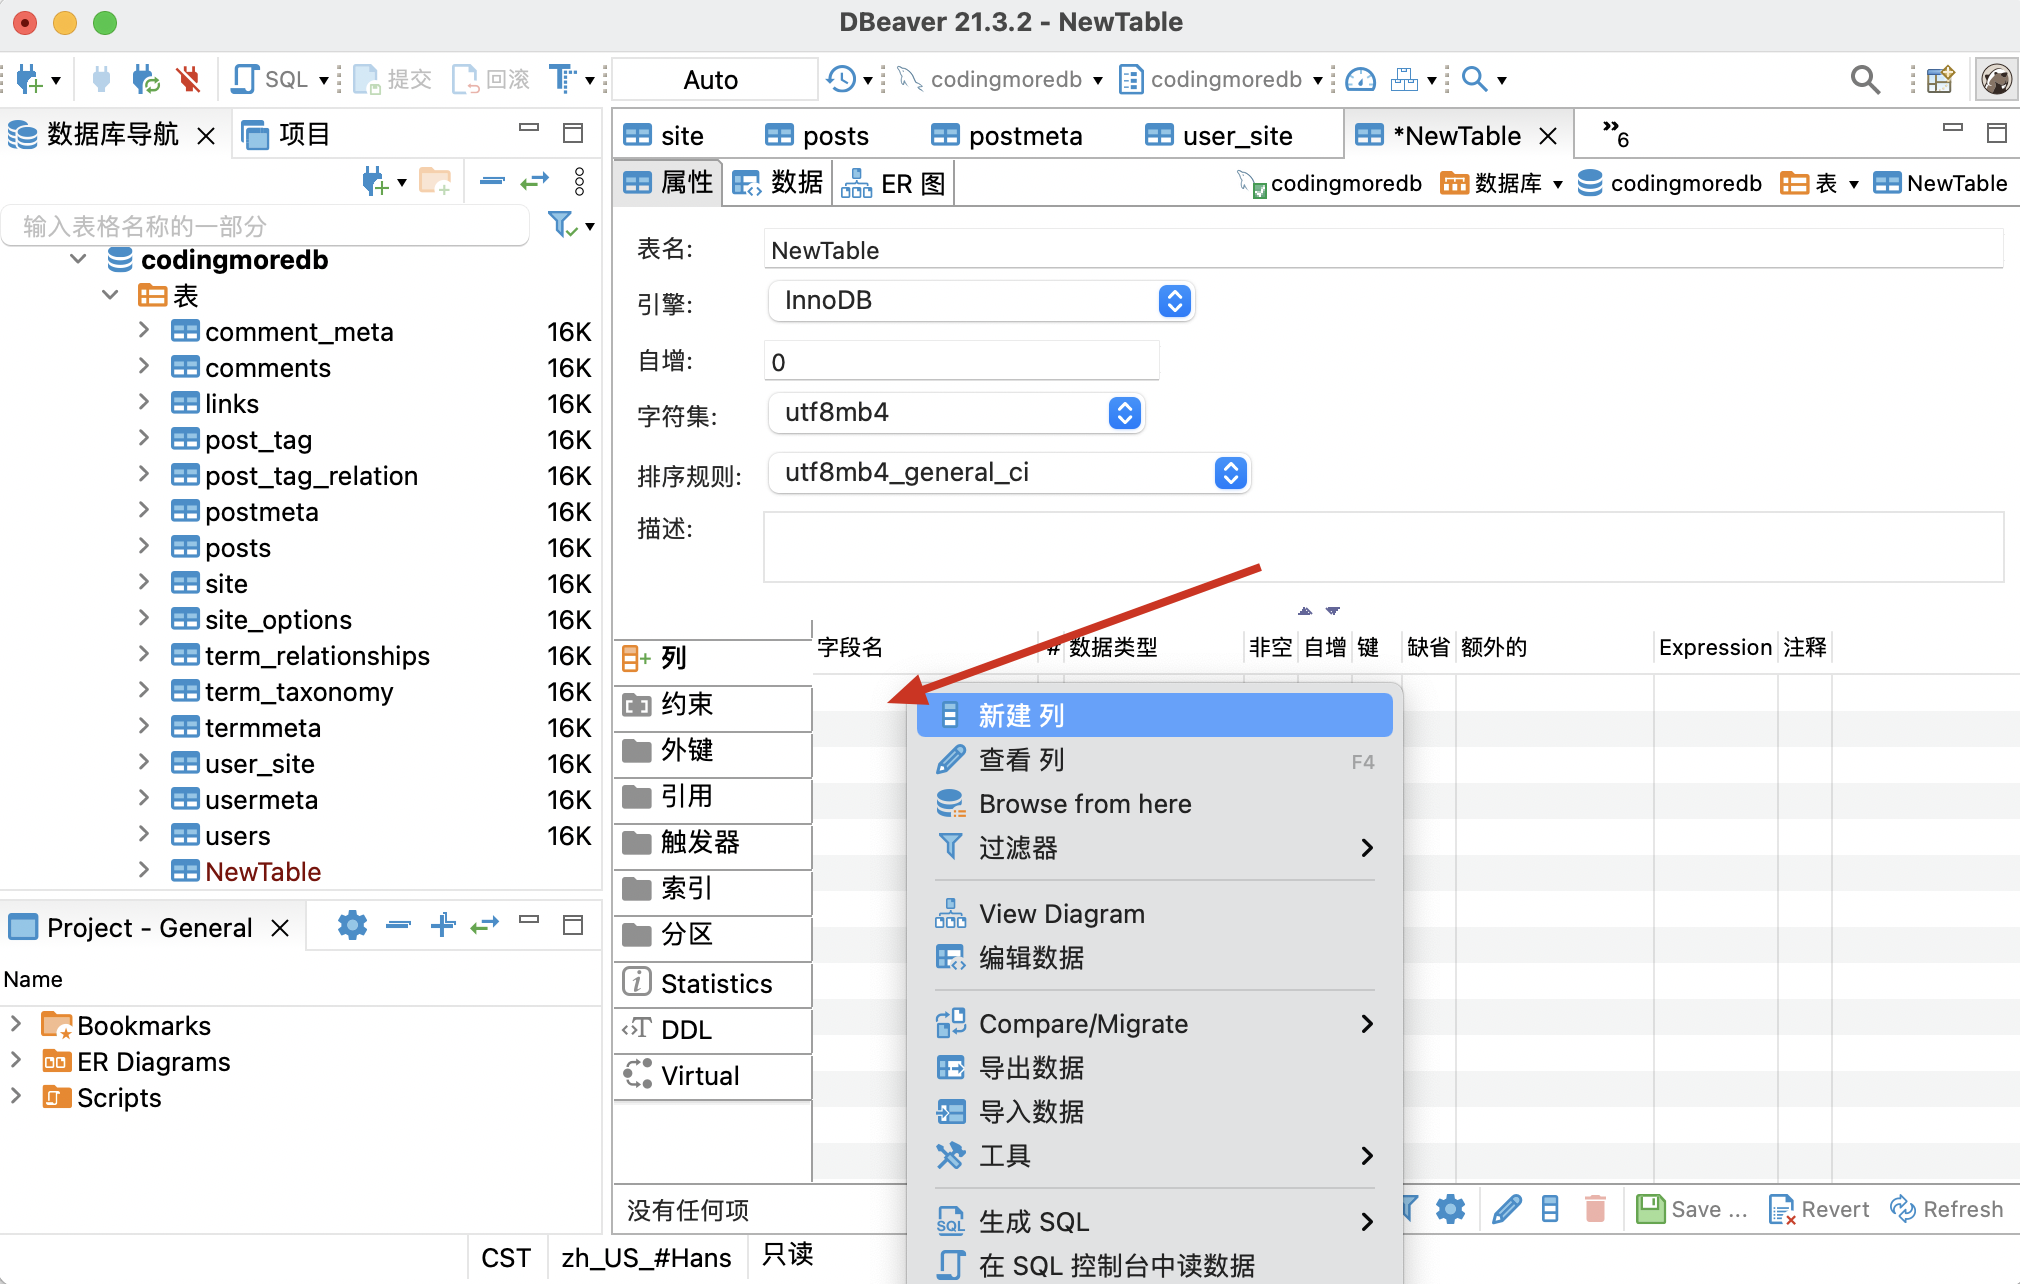 DBeaver 21.3.2 - NewTable
SQL 提交 回滚 Auto codingmoredb codingmoredb
数据库导航 项目
site posts postmeta user_site *NewTable »6
属性 数据 ER 图 codingmoredb 数据库 codingmoredb 表 NewTable
输入表格名称的一部分
codingmoredb
表
comment_meta 16K
comments 16K
links 16K
post_tag 16K
post_tag_relation 16K
postmeta 16K
posts 16K
site 16K
site_options 16K
term_relationships 16K
term_taxonomy 16K
termmeta 16K
user_site 16K
usermeta 16K
users 16K
NewTable
Project - General
Name
Bookmarks
ER Diagrams
Scripts
表名: NewTable
引擎: InnoDB
自增: 0
字符集: utf8mb4
排序规则: utf8mb4_general_ci
描述:
字段名 # 数据类型 非空 自增 键 缺省 额外的 Expression 注释
列
约束
外键
引用
触发器
索引
分区
Statistics
DDL
Virtual
新建 列
查看 列 F4
Browse from here
过滤器
View Diagram
编辑数据
Compare/Migrate
导出数据
导入数据
工具
生成 SQL
在 SQL 控制台中读数据
没有任何项
Save ... Revert Refresh
CST zh_US_#Hans 只读